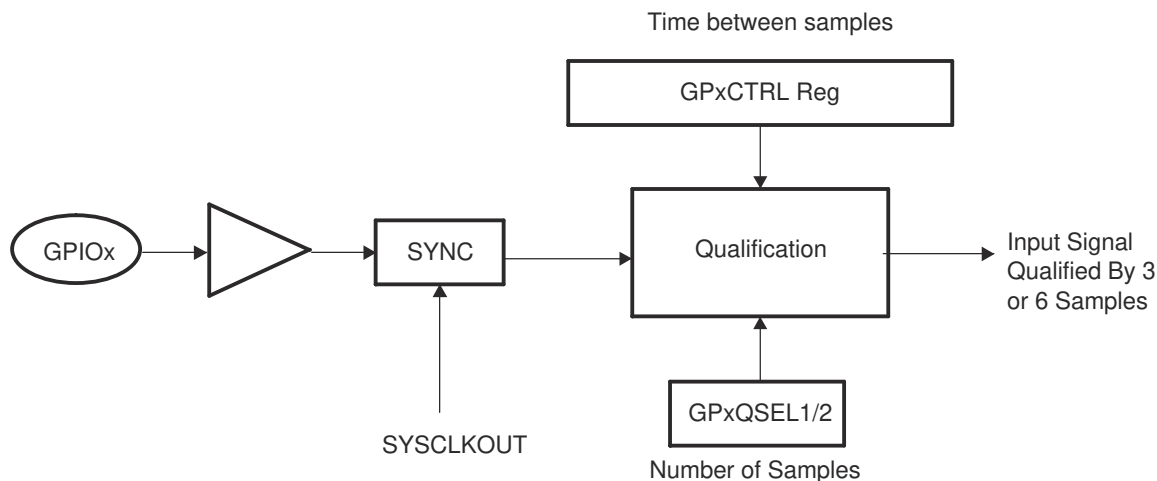 Time between samples
GPxCTRL Reg
GPIOx
SYNC
Qualification
Input Signal
Qualified By 3
or 6 Samples
GPxQSEL1/2
SYSCLKOUT
Number of Samples